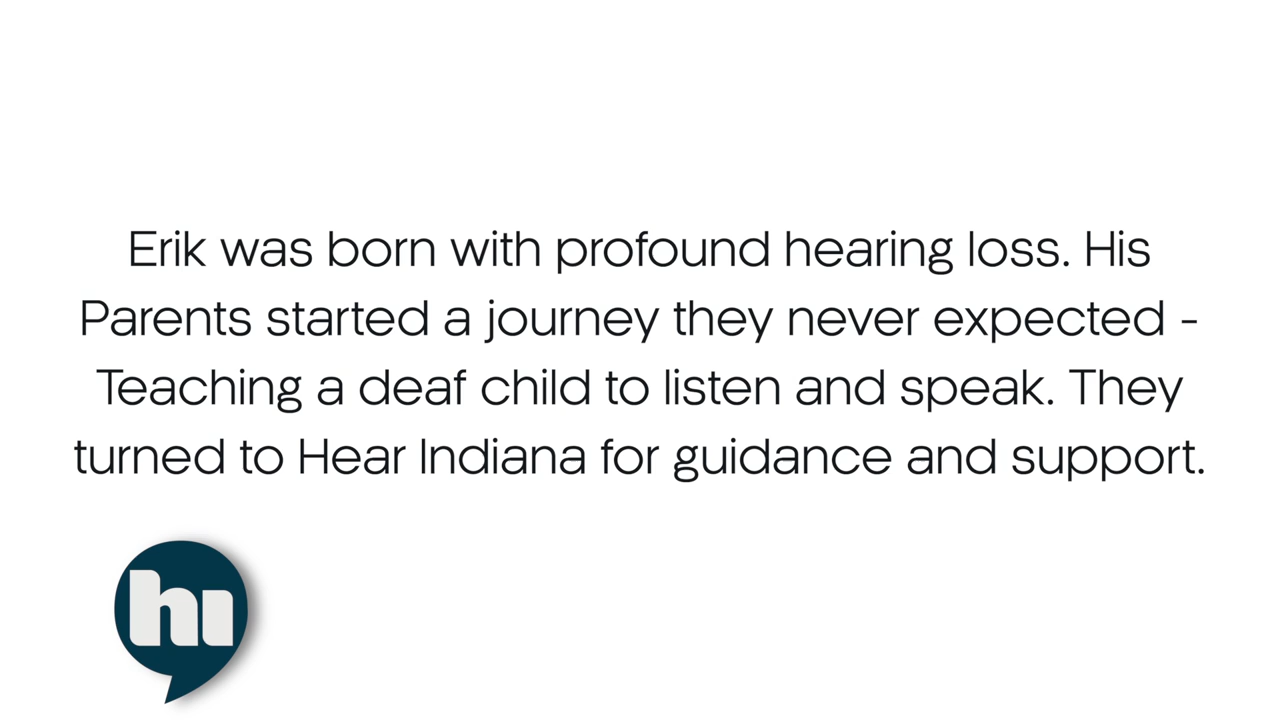 Erik was born with profound hearing loss. His
Parents started a journey they never expected -
Teaching a deaf child to listen and speak. They
turned to Hear Indiana for guidance and support.
hi